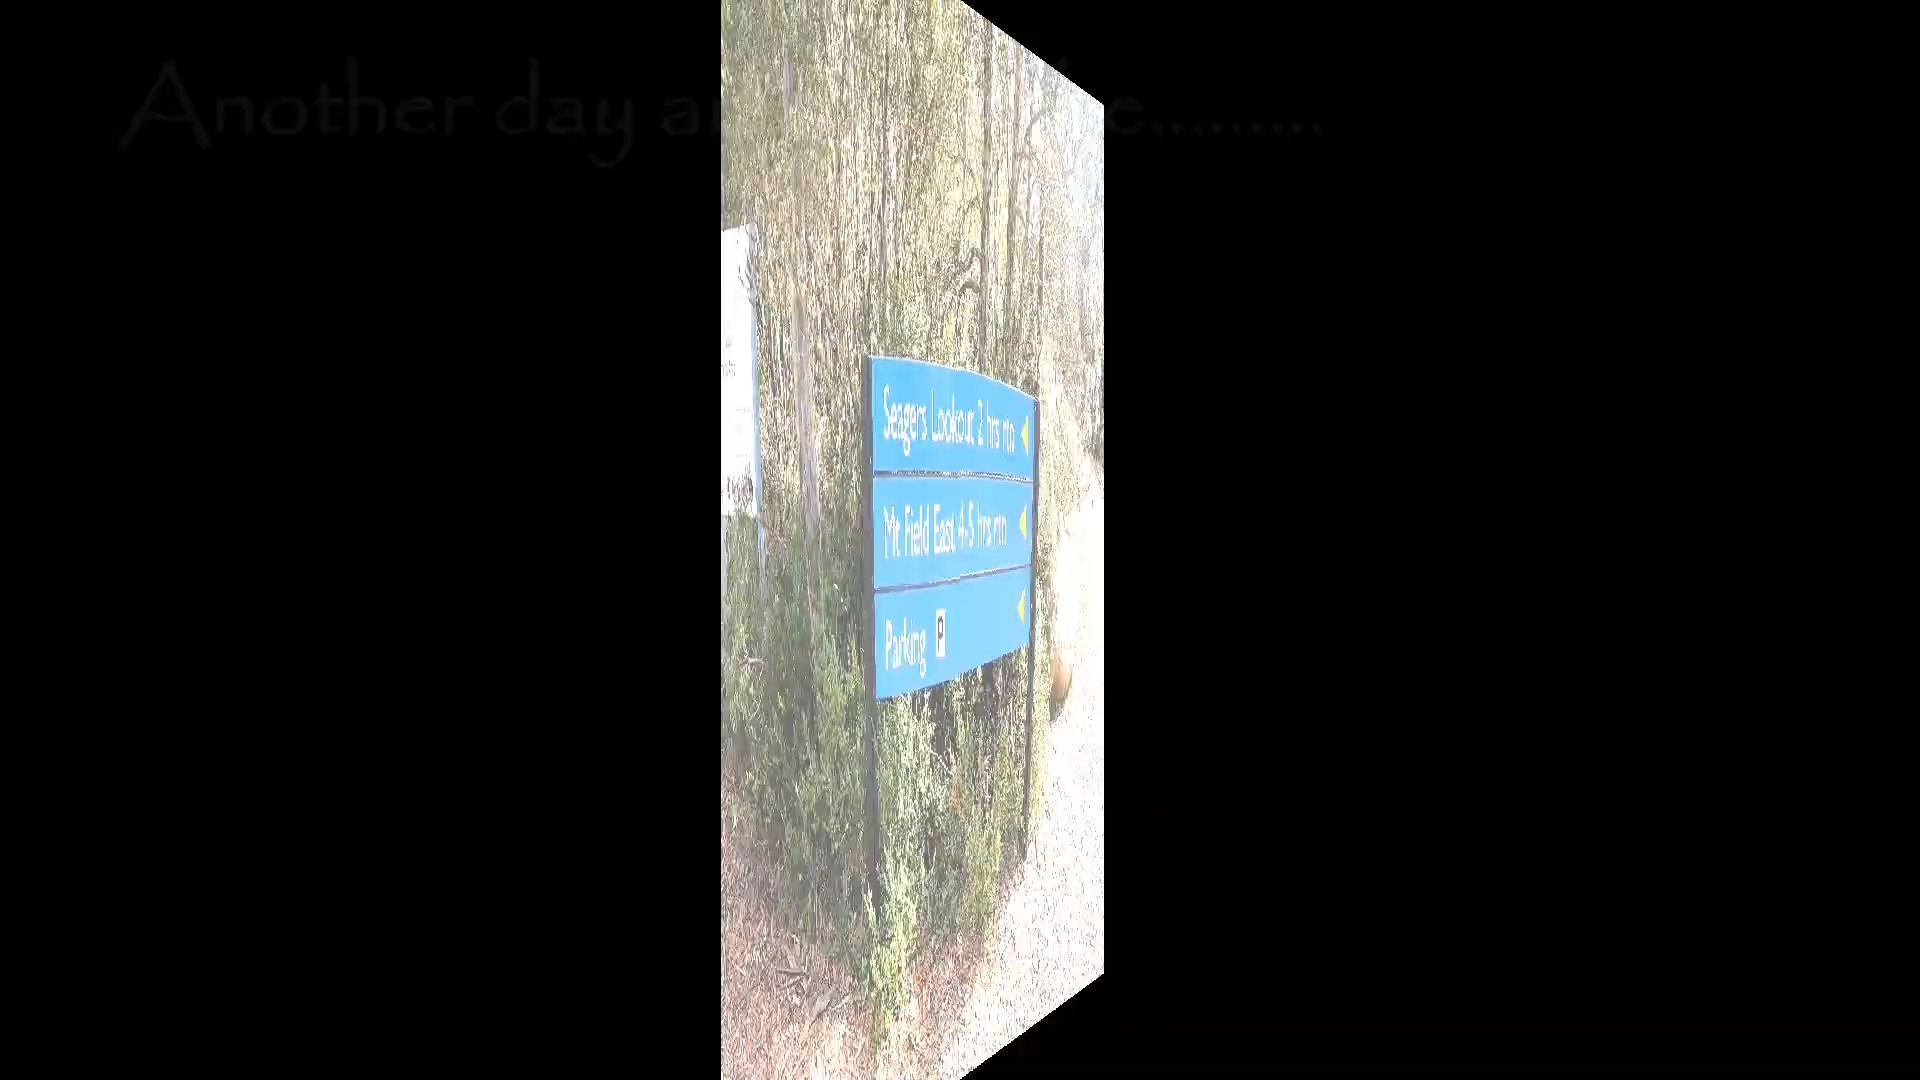 Another day
Seagers Lookout 2 hrs rtn
Mt Field East 4-5 hrs rtn
Parking P